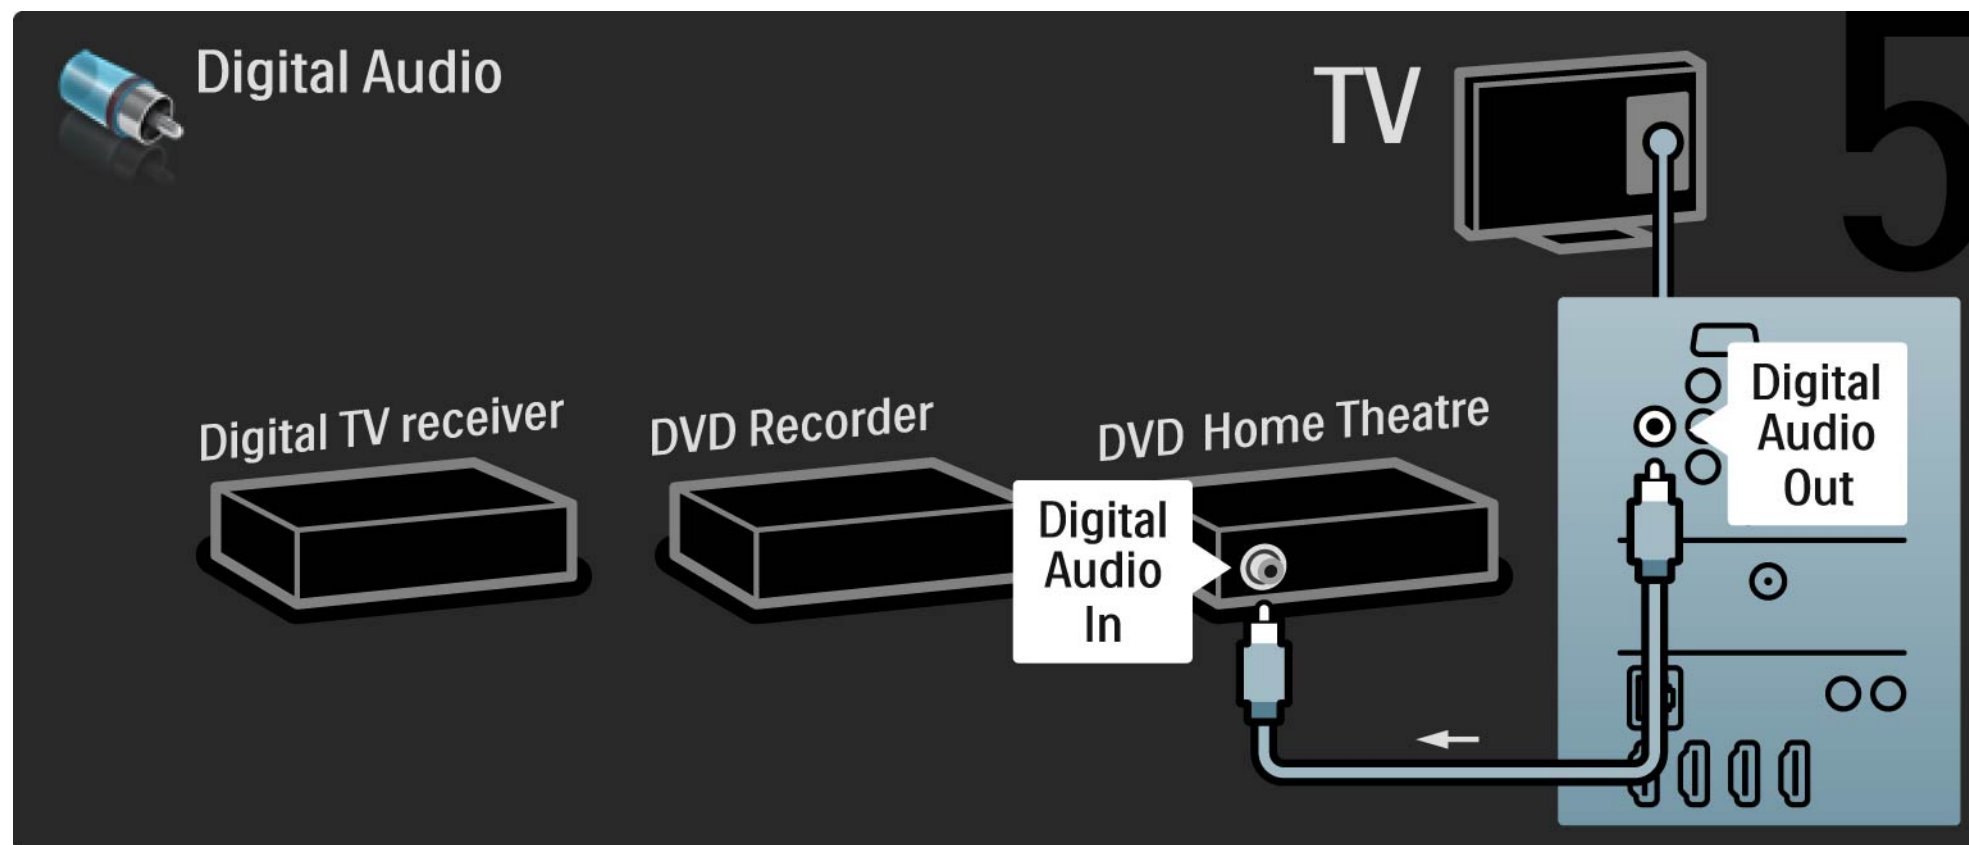 Digital Audio
TV
5
Digital TV receiver
DVD Recorder
DVD Home Theatre
Digital
Audio
In
Digital
Audio
Out